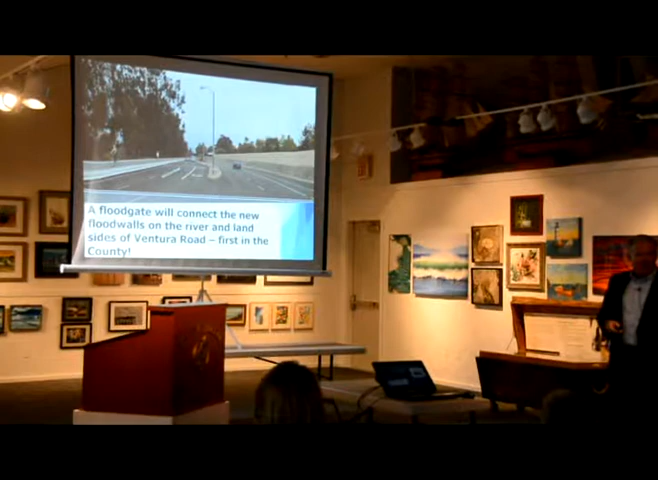 A floodgate will connect the new
floodwalls on the river and land
sides of Ventura Road – first in the
County!